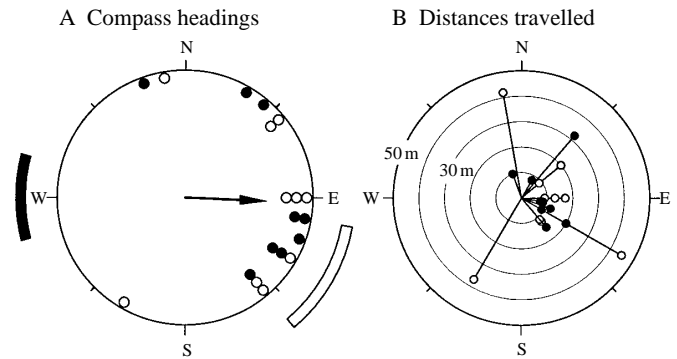 A Compass headings
N
W
E
S
B Distances travelled
N
50 m
30 m
W
E
S